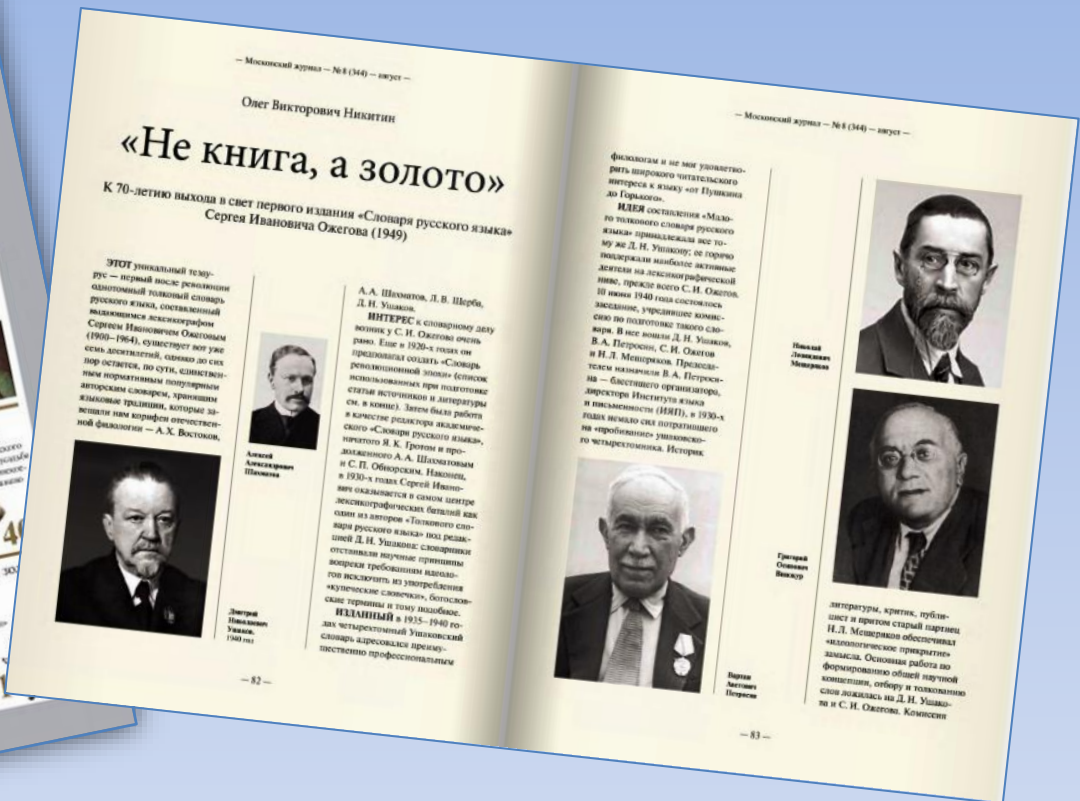 — Московский журнал — № 8 (344) — август —
Олег Викторович Никитин
«Не книга, а золото»
К 70-летию выхода в свет первого издания «Словаря русского языка»
Сергея Ивановича Ожегова (1949)
ЭТОТ уникальный тезау-
рус — первый после революции
однотомный толковый словарь
русского языка, составленный
выдающимся лексикографом
Сергеем Ивановичем Ожеговым
(1900–1964), существует вот уже
семь десятилетий, однако до сих
пор остается, по сути, единствен-
ным нормативным популярным
авторским словарем, хранящим
языковые традиции, которые за-
вещали нам корифеи отечествен-
ной филологии — А. Х. Востоков,
Алексей
Александрович
Шахматов
Дмитрий
Николаевич
Ушаков.
1940 год
А. А. Шахматов, Л. В. Щерба,
Д. Н. Ушаков.
ИНТЕРЕС к словарному делу
возник у С. И. Ожегова очень
рано. Еще в 1920-х годах он
предполагал создать «Словарь
революционной эпохи» (список
использованных при подготовке
статьи источников и литературы
см. в конце). Затем была работа
в качестве редактора академиче-
ского «Словаря русского языка»,
начатого Я. К. Гротом и про-
долженного А. А. Шахматовым
и С. П. Обнорским. Наконец,
в 1930-х годах Сергей Ивано-
вич оказывается в самом центре
лексикографических баталий как
один из авторов «Толкового сло-
варя русского языка» под редак-
цией Д. Н. Ушакова: словарники
отстаивали научные принципы
вопреки требованиям идеоло-
гов исключить из употребления
«купеческие словечки», богослов-
ские термины и тому подобное.
ИЗДАННЫЙ в 1935–1940 го-
дах четырехтомный Ушаковский
словарь адресовался преиму-
щественно профессиональным
— 82 —
— Московский журнал — № 8 (344) — август —
филологам и не мог удовлетво-
рить широкого читательского
интереса к языку «от Пушкина
до Горького».
ИДЕЯ составления «Мало-
го толкового словаря русского
языка» принадлежала все то-
му же Д. Н. Ушакову; ее горячо
поддержали наиболее активные
деятели на лексикографической
ниве, прежде всего С. И. Ожегов.
10 июня 1940 года состоялось
заседание, учредившее комис-
сию по подготовке такого сло-
варя. В нее вошли Д. Н. Ушаков,
В. А. Петросян, С. И. Ожегов
и Н. Л. Мещеряков. Председа-
телем назначили В. А. Петрося-
на — блестящего организатора,
директора Института языка
и письменности (ИЯП), в 1930-х
годах немало сил потратившего
на «пробивание» ушаковско-
го четырехтомника. Историк
Николай
Леонидович
Мещеряков
Григорий
Осипович
Винокур
Вартан
Аветович
Петросян
литературы, критик, публи-
цист и притом старый партиец
Н. Л. Мещеряков обеспечивал
«идеологическое прикрытие»
замысла. Основная работа по
формированию общей научной
концепции, отбору и толкованию
слов ложилась на Д. Н. Ушако-
ва и С. И. Ожегова. Комиссии
— 83 —